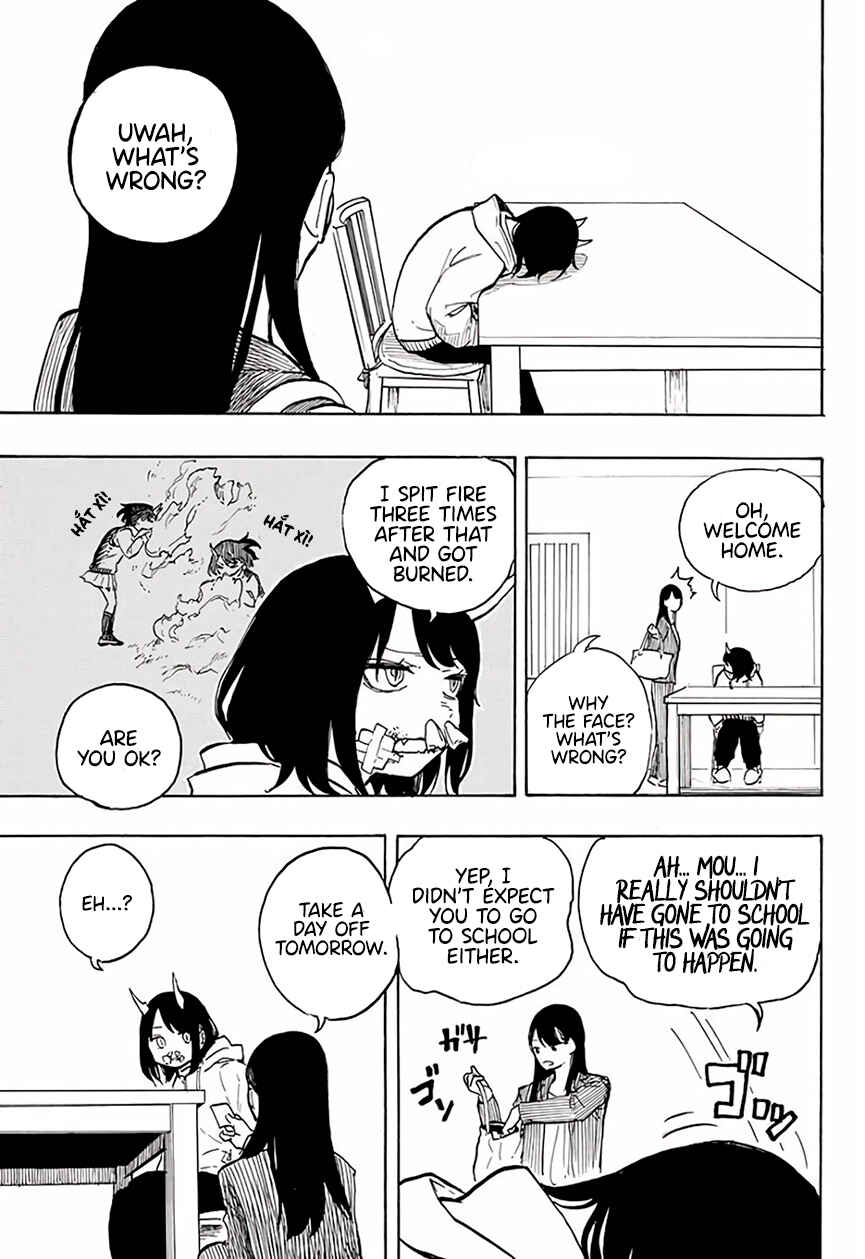 UWAH,
WHAT'S
WRONG?
OH,
WELCOME
HOME.
WHY
THE FACE?
WHAT'S
WRONG?
I SPIT FIRE
THREE TIMES
AFTER THAT
AND GOT
BURNED.
HẮT XÌ!
HẮT XÌ!
ARE
YOU OK?
AH... MOU... I
REALLY SHOULDN'T
HAVE GONE TO SCHOOL
IF THIS WAS GOING
TO HAPPEN.
YEP, I
DIDN'T EXPECT
YOU TO GO
TO SCHOOL
EITHER.
ガサ
ゴン
ゴッ
TAKE A
DAY OFF
TOMORROW.
EH...?